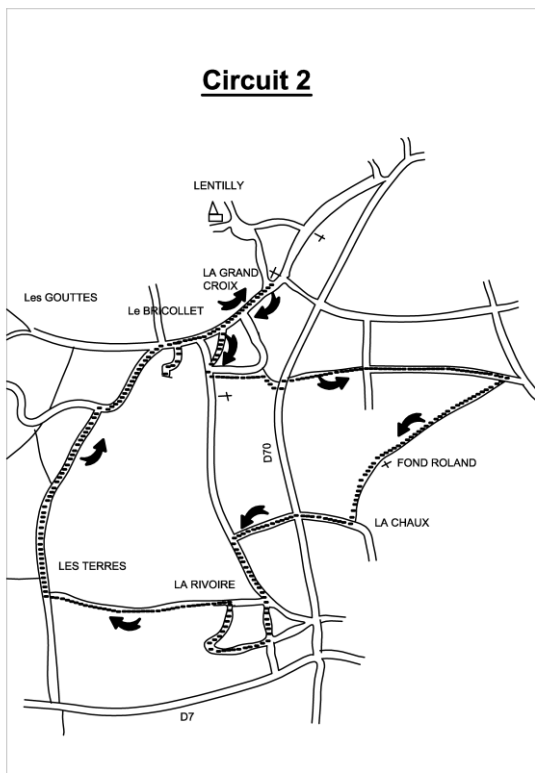 Circuit 2
LENTILLY
LA GRAND
CROIX
Les GOUTTES
Le BRICOLLET
D70
FOND ROLAND
LA CHAUX
LES TERRES
LA RIVOIRE
D7